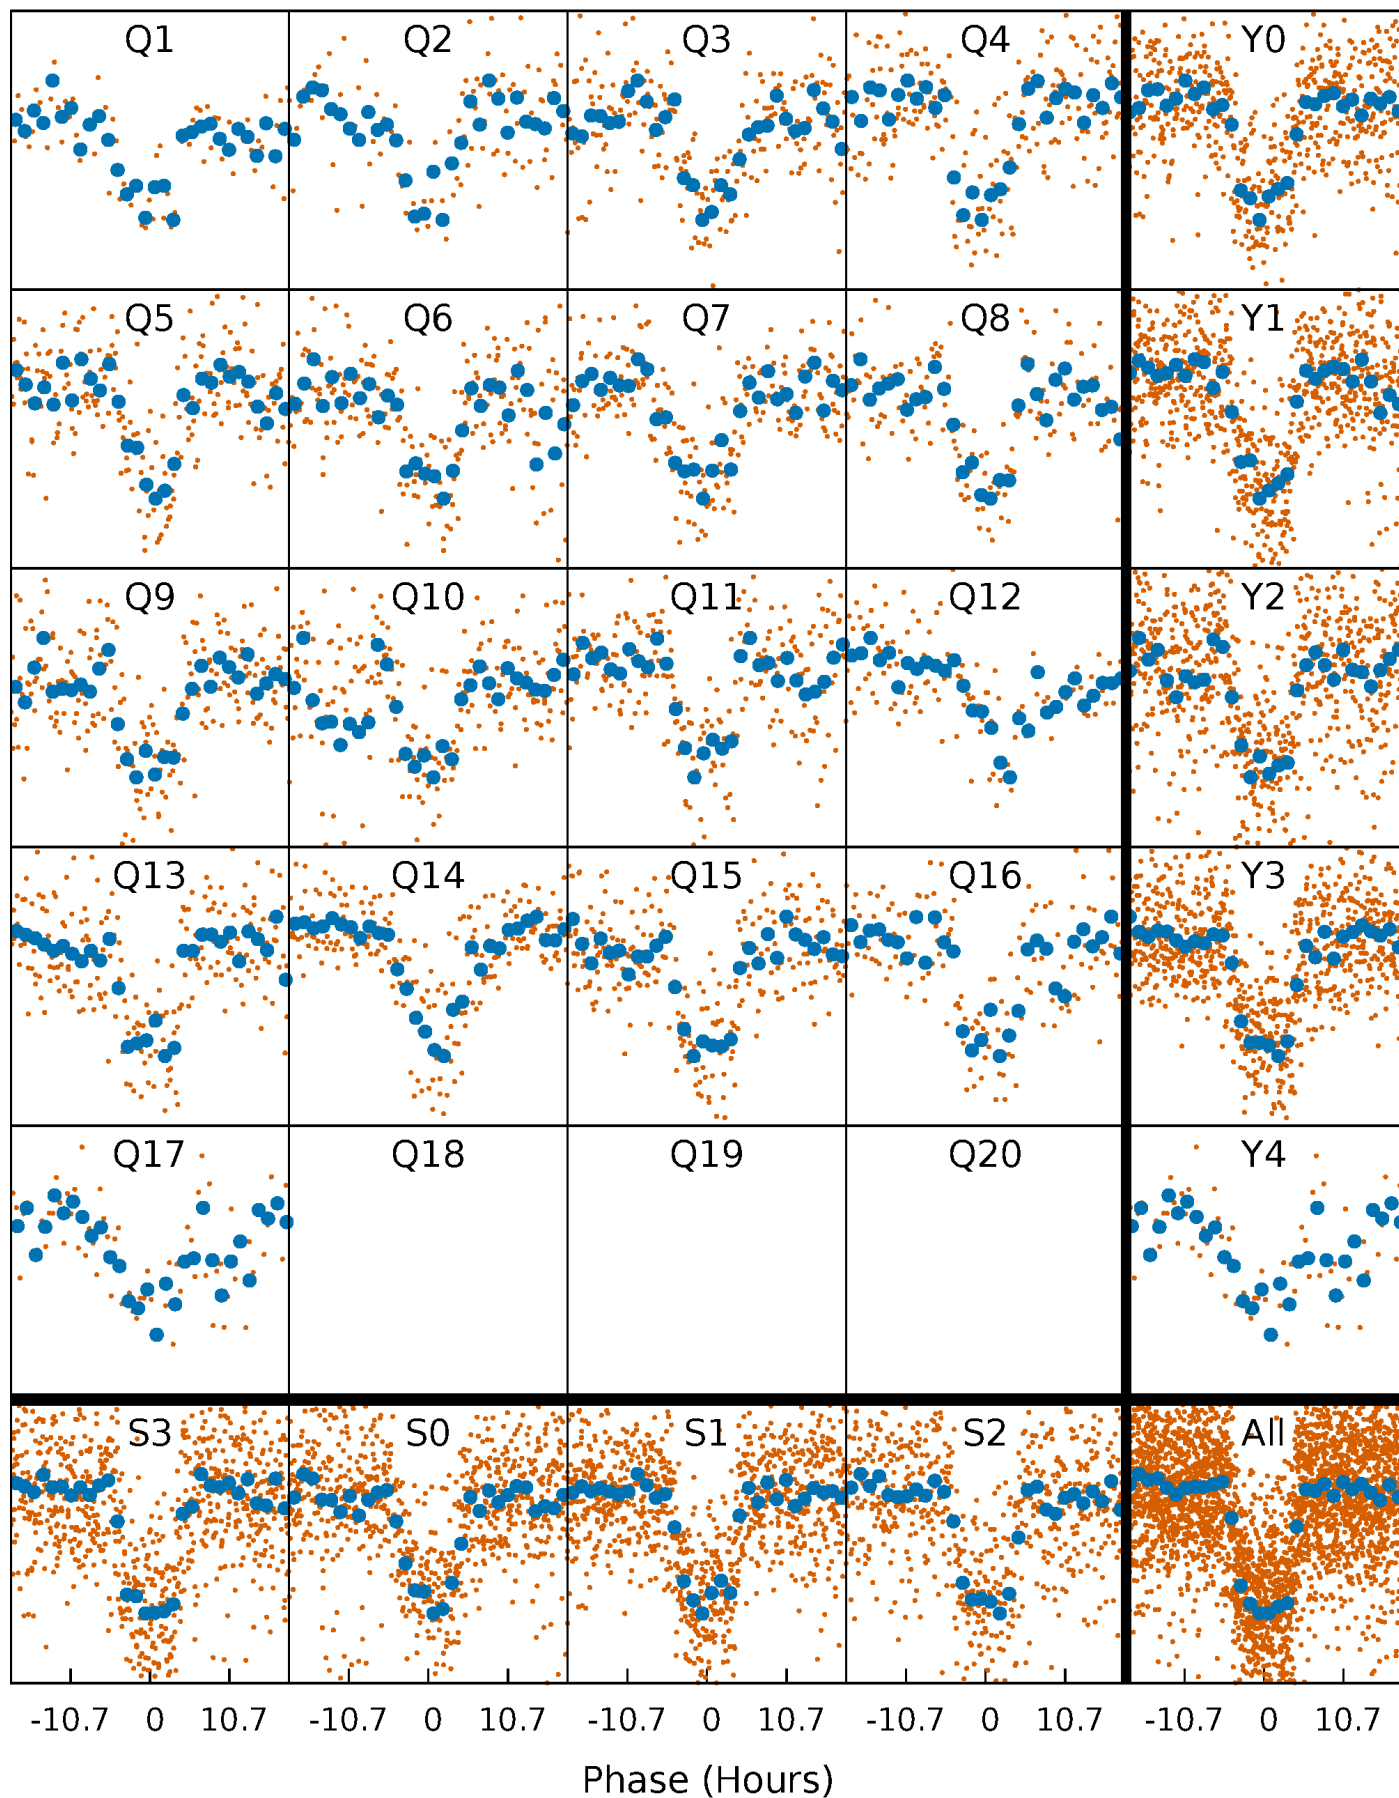 Q1 Q2 Q3 Q4 Y0
Q5 Q6 Q7 Q8 Y1
Q9 Q10 Q11 Q12 Y2
Q13 Q14 Q15 Q16 Y3
Q17 Q18 Q19 Q20 Y4
S3 S0 S1 S2 All
-10.7 0 10.7 -10.7 0 10.7 -10.7 0 10.7 -10.7 0 10.7 -10.7 0 10.7
Phase (Hours)